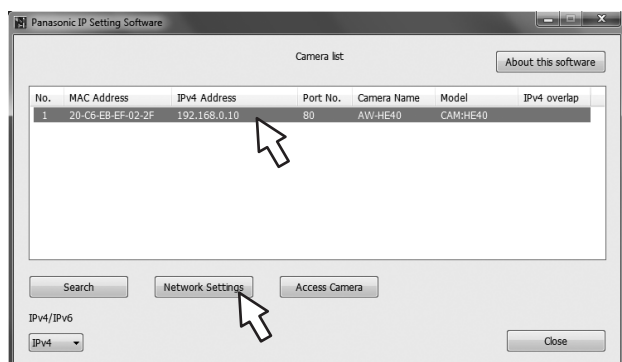 Panasonic IP Setting Software
Camera list
About this software
No. MAC Address IPv4 Address Port No. Camera Name Model IPv4 overlap
1 20-C6-EB-EF-02-2F 192.168.0.10 80 AW-HE40 CAM:HE40
Search Network Settings Access Camera
IPv4/IPv6
IPv4 Close